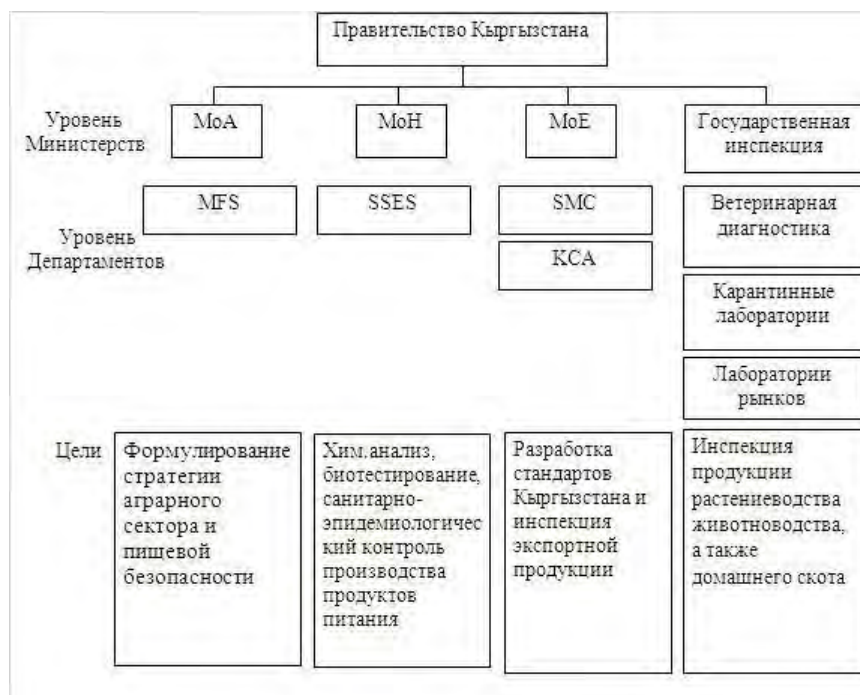 Правительство Кыргызстана
Уровень
Министерств
МоА
МоН
МоЕ
Государственная
инспекция
Уровень
Департаментов
MFS
SSES
SMC
KCA
Ветеринарная
диагностика
Карантинные
лаборатории
Лаборатории
рынков
Цели
Формулирование
стратегии
аграрного
сектора и
пищевой
безопасности
Хим.анализ,
биотестирование,
санитарно-
эпидемиологичес
кий контроль
производства
продуктов
питания
Разработка
стандартов
Кыргызстана и
инспекция
экспортной
продукции
Инспекция
продукции
растениеводства
животноводства,
а также
домашнего скота